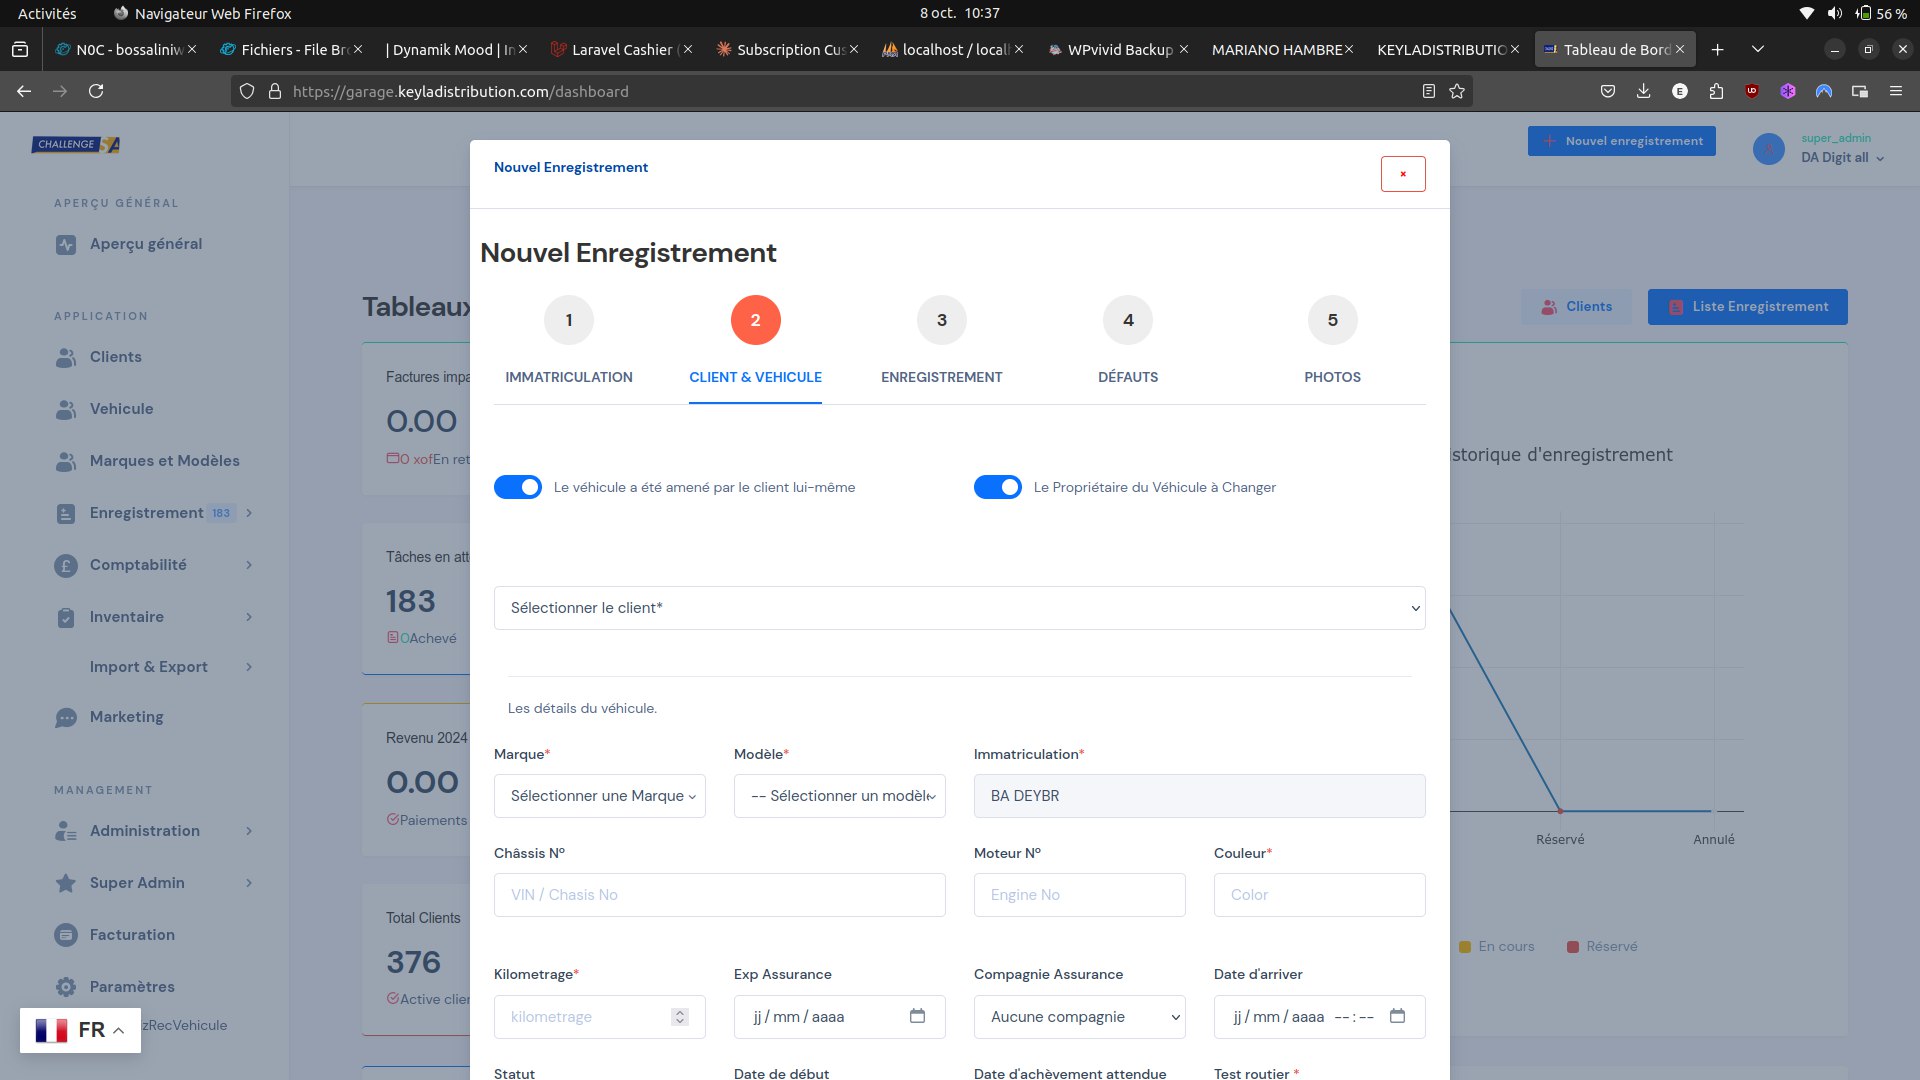 Activités
Navigateur Web Firefox
8 oct. 10:37
56 %
N0C - bossaliniw
Fichiers - File Br
| Dynamik Mood | In
Laravel Cashier (
Subscription Cus
localhost / local
WPvivid Backup
MARIANO HAMBRE
KEYLADISTRIBUTIO
Tableau de Bord
https://garage.keyladistribution.com/dashboard
CHALLENGE SA
Nouvel enregistrement
super_admin
DA Digit all
APERÇU GÉNÉRAL
Aperçu général
APPLICATION
Clients
Vehicule
Marques et Modèles
Enregistrement 183
Comptabilité
Inventaire
Import & Export
Marketing
MANAGEMENT
Administration
Super Admin
Facturation
Paramètres
zRecVehicule
FR
Tableaux
Clients
Liste Enregistrement
Factures impa
0.00
0 xofEn ret
Tâches en att
183
0Achevé
Revenu 2024
0.00
Paiements
Total Clients
376
Active clien
storique d'enregistrement
Réservé
Annulé
En cours
Réservé
Nouvel Enregistrement
×
Nouvel Enregistrement
1
2
3
4
5
IMMATRICULATION
CLIENT & VEHICULE
ENREGISTREMENT
DÉFAUTS
PHOTOS
Le véhicule a été amené par le client lui-même
Le Propriétaire du Véhicule à Changer
Sélectionner le client*
Les détails du véhicule.
Marque*
Modèle*
Immatriculation*
Sélectionner une Marque
-- Sélectionner un modèle
BA DEYBR
Châssis N°
Moteur N°
Couleur*
VIN / Chasis No
Engine No
Color
Kilometrage*
Exp Assurance
Compagnie Assurance
Date d'arriver
kilometrage
jj / mm / aaaa
Aucune compagnie
jj / mm / aaaa -- : --
Statut
Date de début
Date d'achèvement attendue
Test routier *